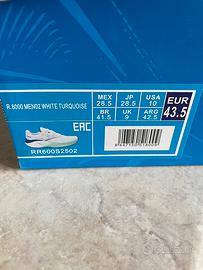 R.6000 MEN02 WHITE TURQUOISE
MEX 28.5
JP 28.5
USA 10
EUR 43.5
BR 41.5
UK 9
ARG 42.5
EAC
RR600S2502